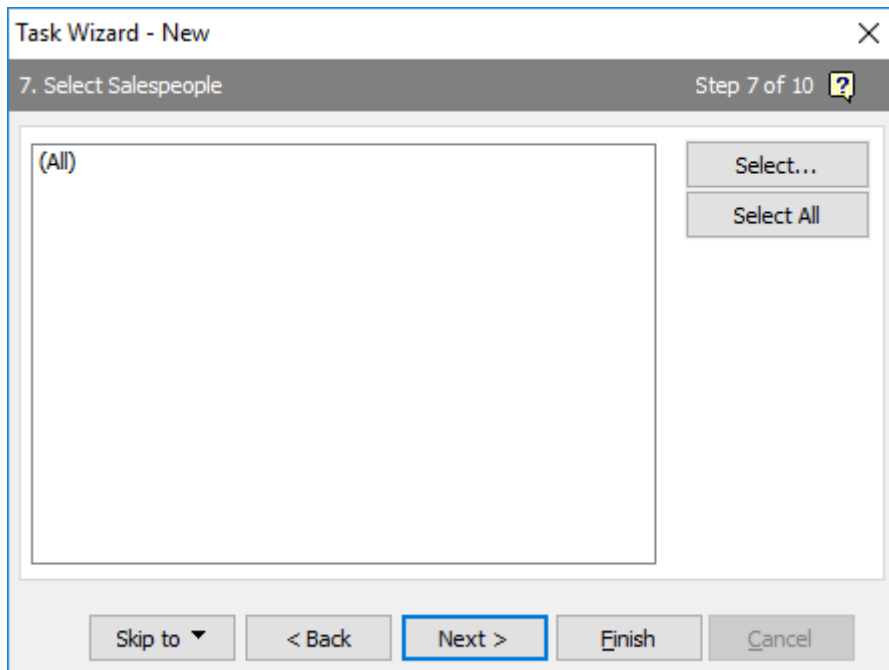 Task Wizard - New
7. Select Salespeople Step 7 of 10 ?
(All)
Select...
Select All
Skip to < Back Next > Finish Cancel